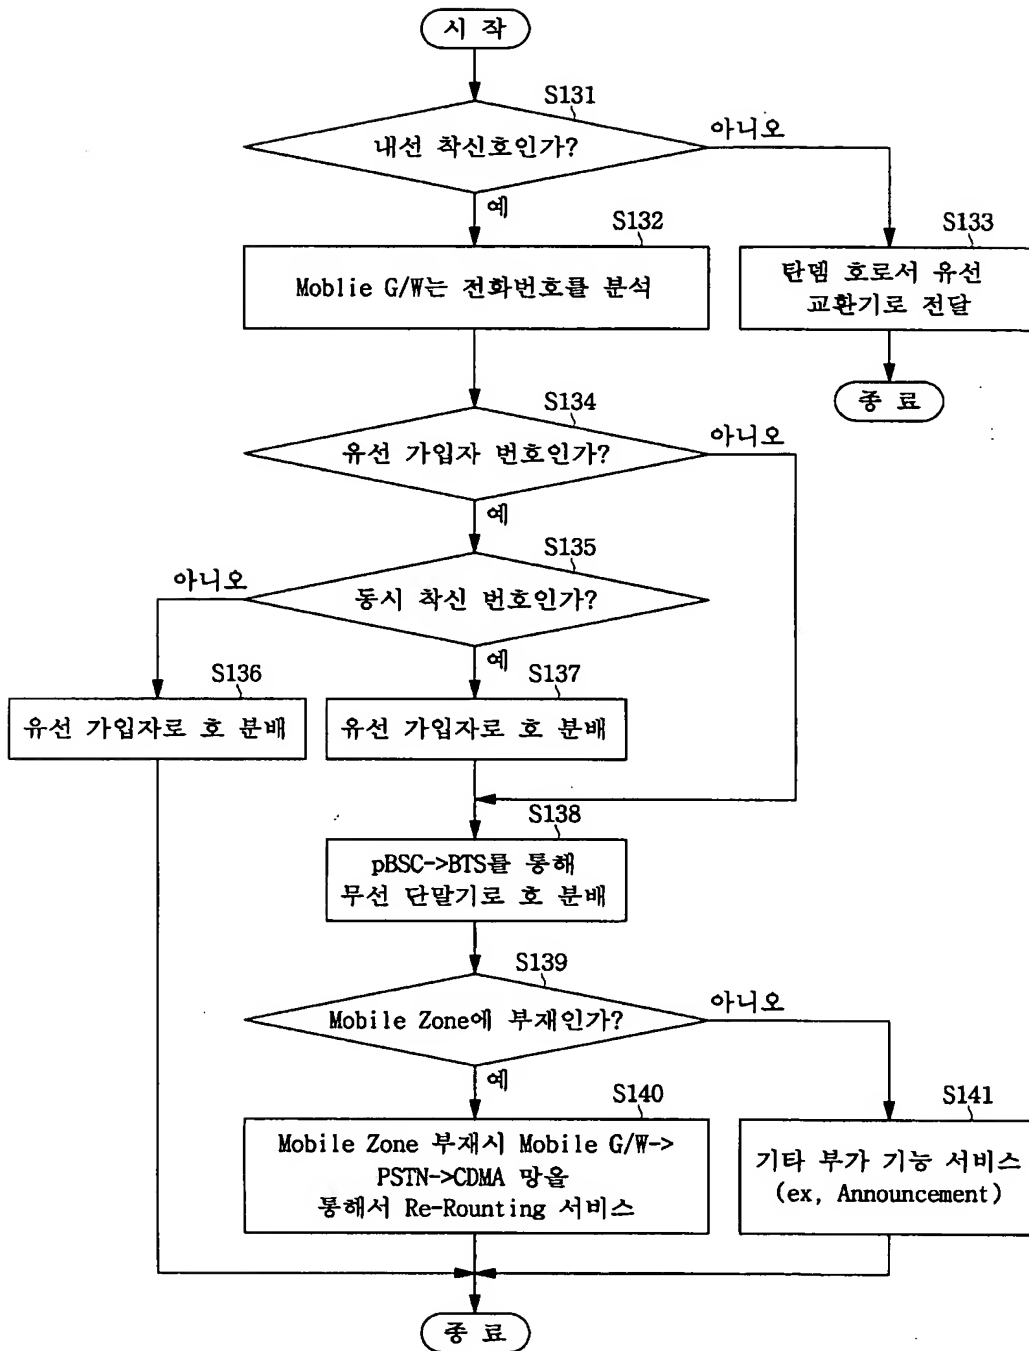 시 작
S131
내선 착신호인가?
아니오
예
S132
Moblie G/W는 전화번호를 분석
S133
탄뎀 호로서 유선
교환기로 전달
종 료
S134
유선 가입자 번호인가?
아니오
예
S135
동시 착신 번호인가?
아니오
예
S136
유선 가입자로 호 분배
S137
유선 가입자로 호 분배
S138
pBSC->BTS를 통해
무선 단말기로 호 분배
S139
Mobile Zone에 부재인가?
아니오
예
S140
Mobile Zone 부재시 Mobile G/W->
PSTN->CDMA 망을
통해서 Re-Rounting 서비스
S141
기타 부가 기능 서비스
(ex, Announcement)
종 료